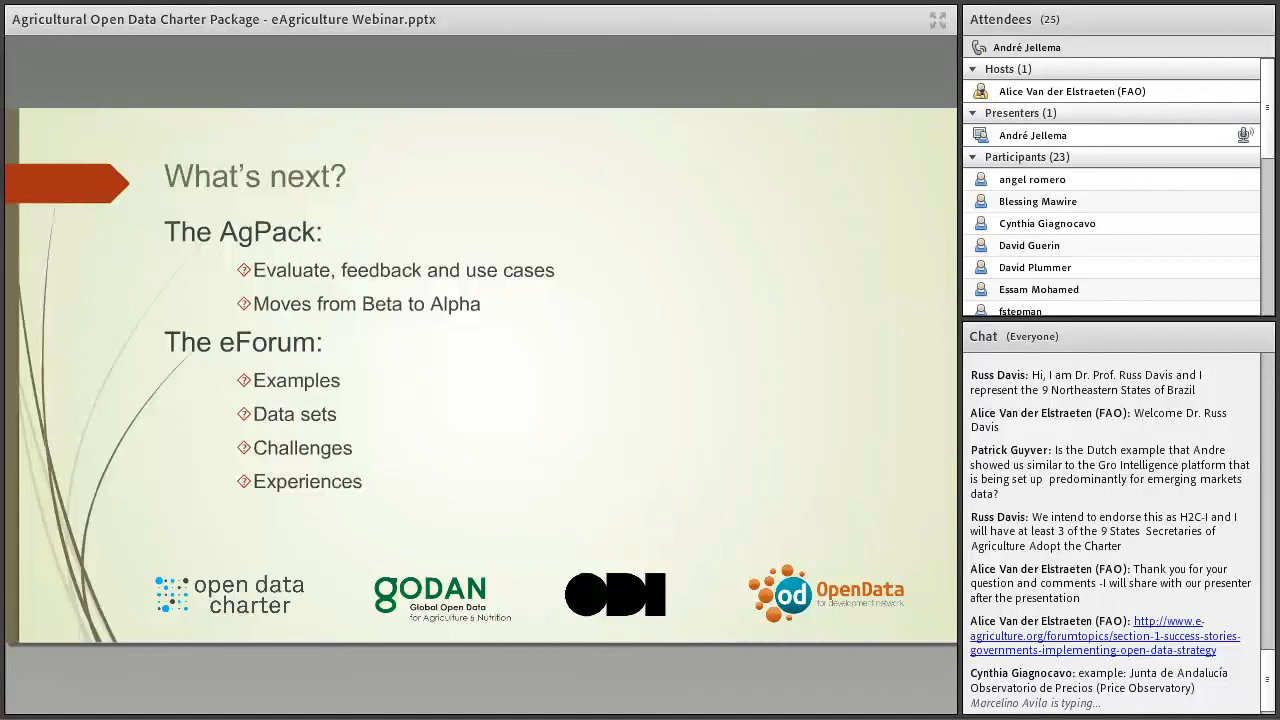 Agricultural Open Data Charter Package - eAgriculture Webinar.pptx
What's next?
The AgPack:
Evaluate, feedback and use cases
Moves from Beta to Alpha
The eForum:
Examples
Data sets
Challenges
Experiences
open data
charter
GODAN
Global Open Data
for Agriculture & Nutrition
ODI
od OpenData
for development network
Attendees (25)
André Jellema
Hosts (1)
Alice Van der Elstraeten (FAO)
Presenters (1)
André Jellema
Participants (23)
angel romero
Blessing Mawire
Cynthia Giagnocavo
David Guerin
David Plummer
Essam Mohamed
fstepman
Chat (Everyone)
Russ Davis: Hi, I am Dr. Prof. Russ Davis and I
represent the 9 Northeastern States of Brazil
Alice Van der Elstraeten (FAO): Welcome Dr. Russ
Davis
Patrick Guyver: Is the Dutch example that Andre
showed us similar to the Gro Intelligence platform that
is being set up predominantly for emerging markets
data?
Russ Davis: We intend to endorse this as H2C-I and I
will have at least 3 of the 9 States Secretaries of
Agriculture Adopt the Charter
Alice Van der Elstraeten (FAO): Thank you for your
question and comments -I will share with our presenter
after the presentation
Alice Van der Elstraeten (FAO): http://www.e-
agriculture.org/forumtopics/section-1-success-stories-
governments-implementing-open-data-strategy
Cynthia Giagnocavo: example: Junta de Andalucía
Observatorio de Precios (Price Observatory)
Marcelino Avila is typing...